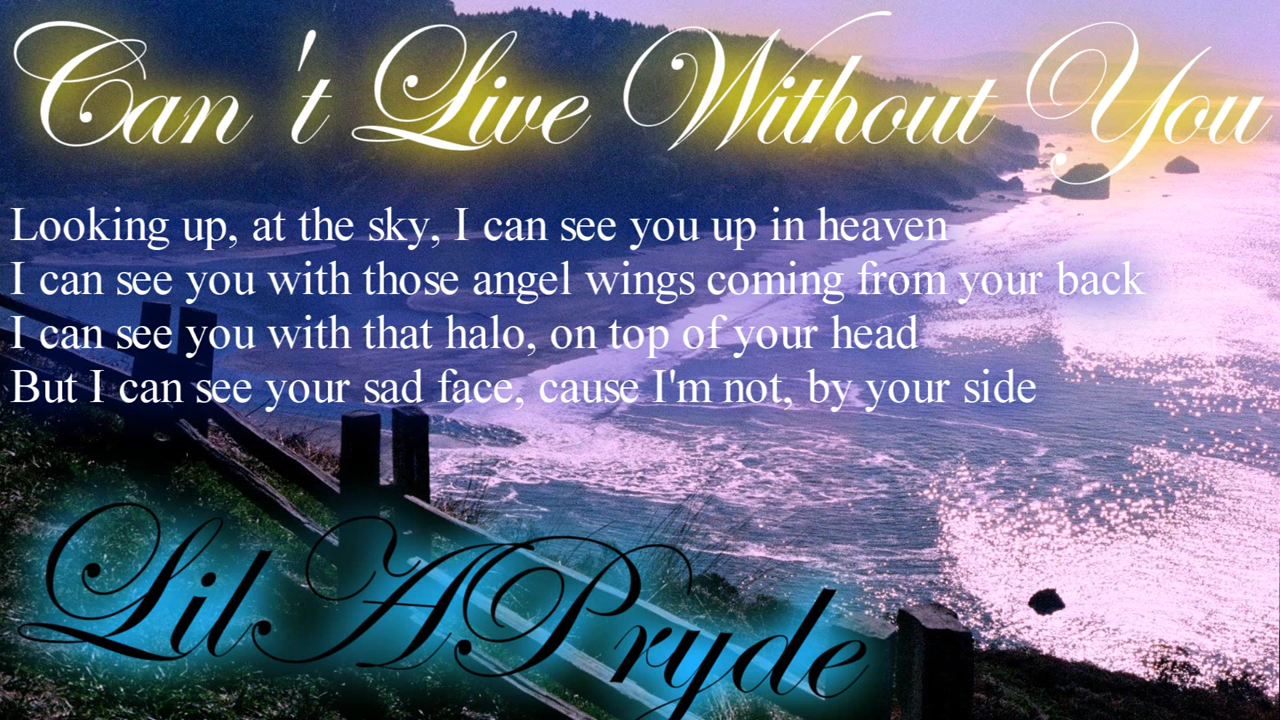 Can't Live Without You
Looking up, at the sky, I can see you up in heaven
I can see you with those angel wings coming from your back
I can see you with that halo, on top of your head
But I can see your sad face, cause I'm not, by your side
Lil APryde